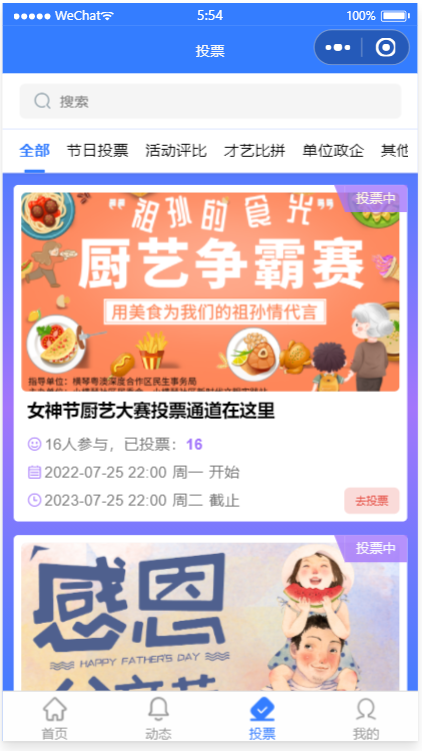 WeChat 5:54 100%
投票
搜索
全部 节日投票 活动评比 才艺比拼 单位政企 其他
投票中
“祖孙的食光”
厨艺争霸赛
用美食为我们的祖孙情代言
指导单位：横琴粤澳深度合作区民生事务局
女神节厨艺大赛投票通道在这里
16人参与，已投票：16
2022-07-25 22:00 周一 开始
2023-07-25 22:00 周二 截止
去投票
投票中
感恩
HAPPY FATHER'S DAY
父亲节
首页 动态 投票 我的